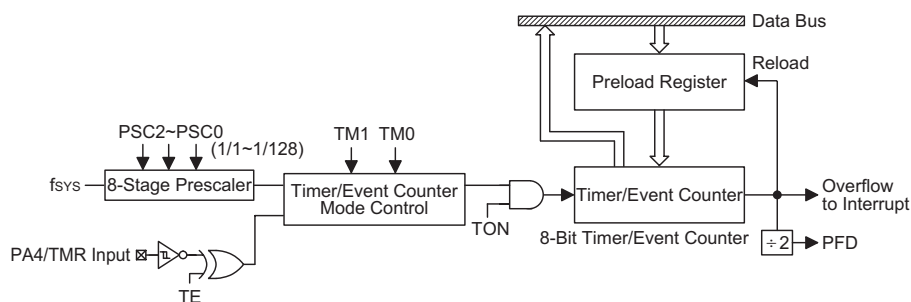 Data Bus
Reload
Preload Register
PSC2~PSC0
(1/1~1/128)
TM1 TM0
fSYS
8-Stage Prescaler
Timer/Event Counter
Mode Control
TON
Timer/Event Counter
8-Bit Timer/Event Counter
Overflow
to Interrupt
÷2
PFD
PA4/TMR Input
TE